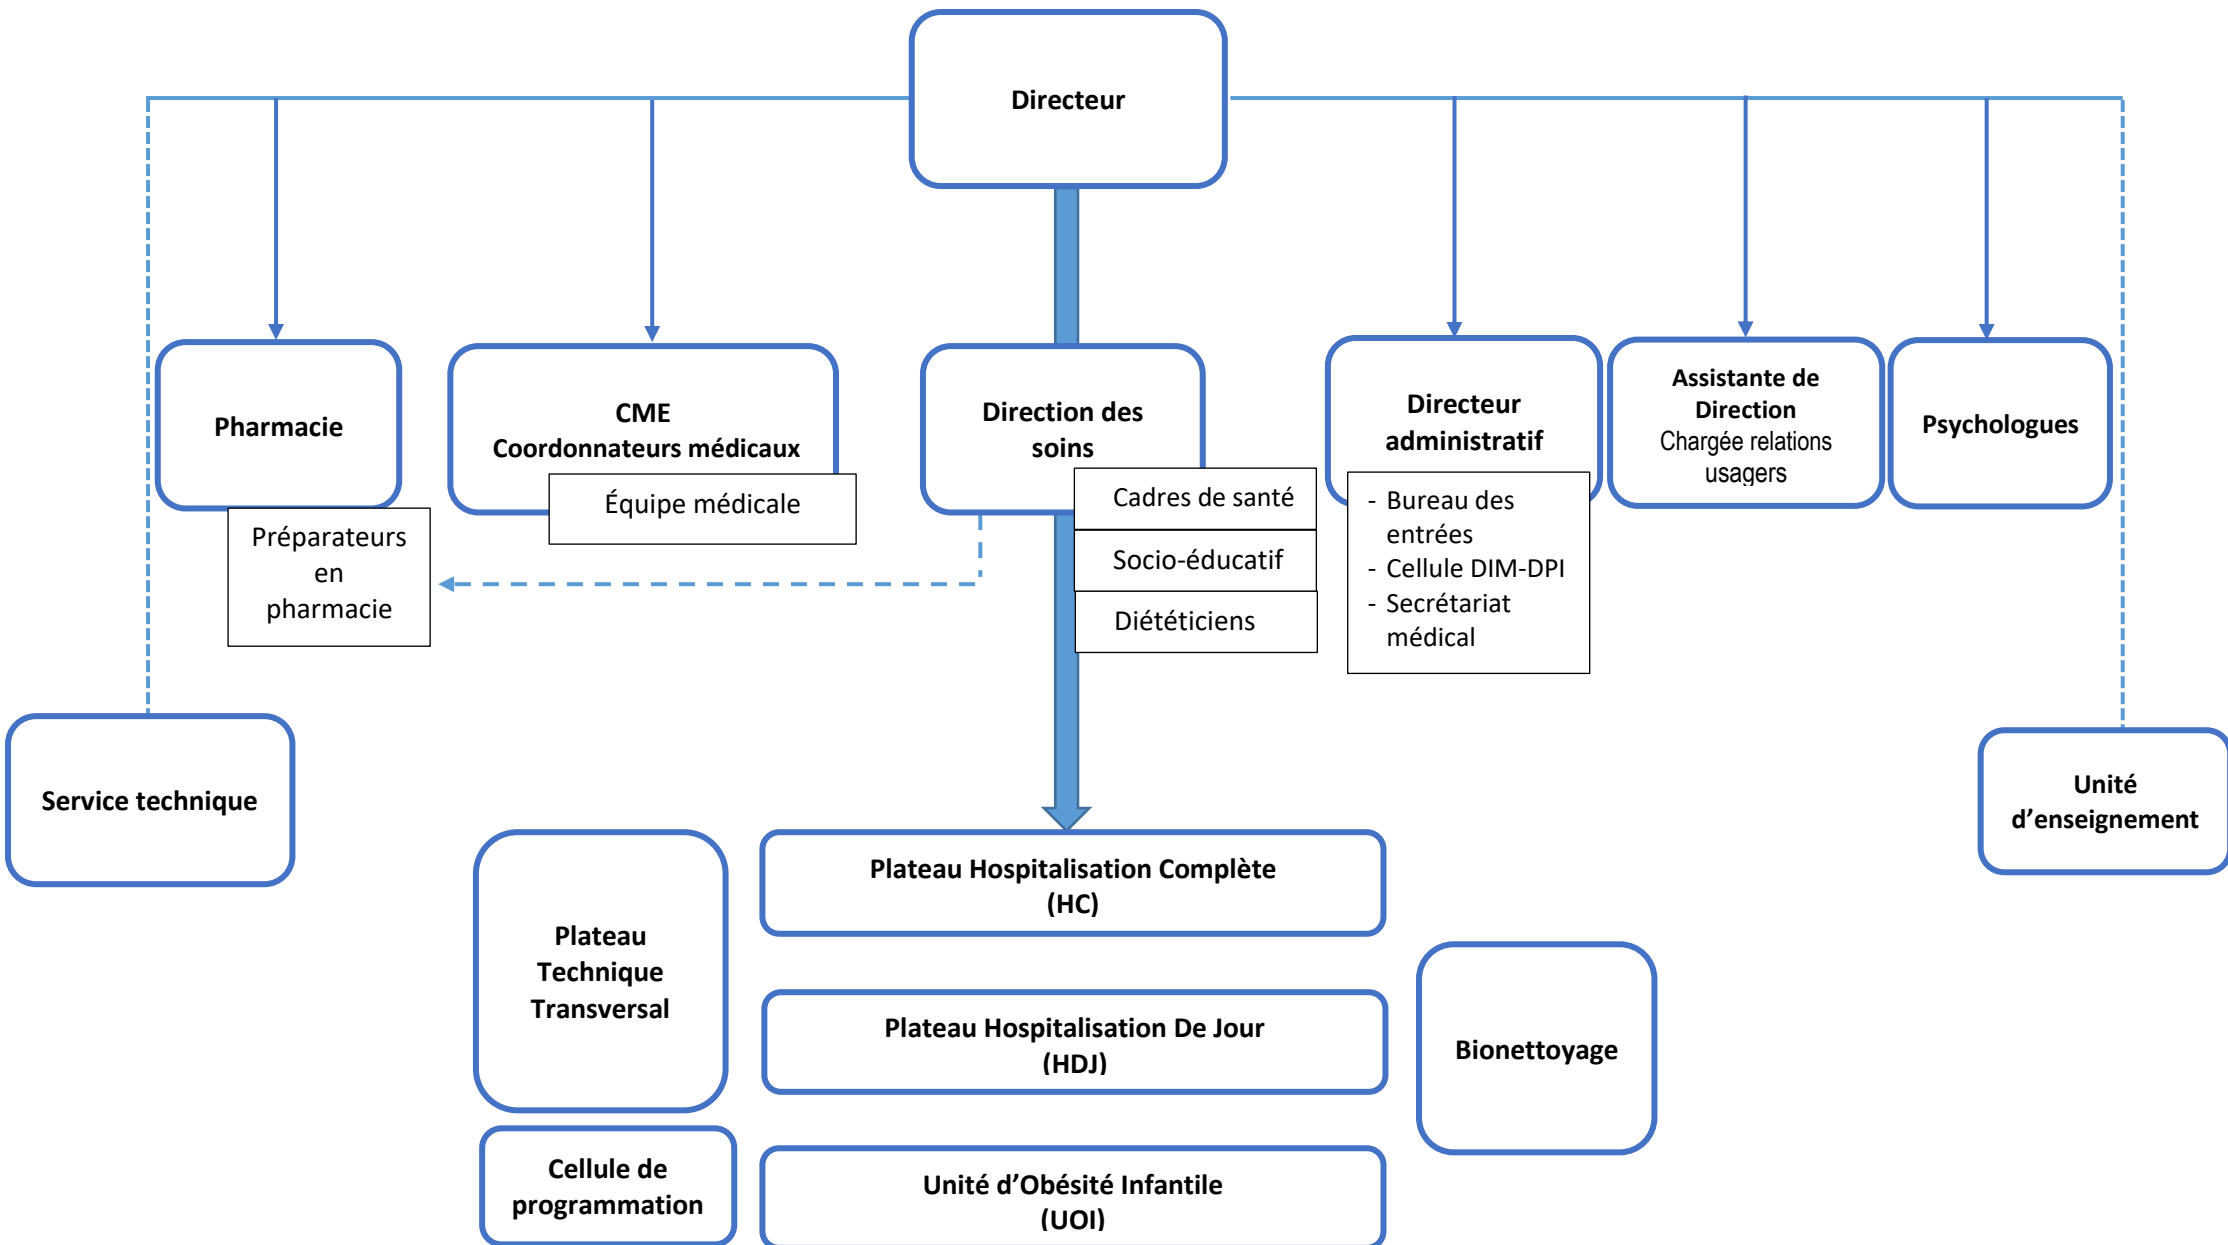 Directeur
Pharmacie
Préparateurs
en
pharmacie
CME
Coordonnateurs médicaux
Équipe médicale
Direction des
soins
Cadres de santé
Socio-éducatif
Diététiciens
Directeur
administratif
- Bureau des
entrées
- Cellule DIM-DPI
- Secrétariat
médical
Assistante de
Direction
Chargée relations
usagers
Psychologues
Service technique
Unité
d’enseignement
Plateau
Technique
Transversal
Plateau Hospitalisation Complète
(HC)
Plateau Hospitalisation De Jour
(HDJ)
Bionettoyage
Cellule de
programmation
Unité d’Obésité Infantile
(UOI)